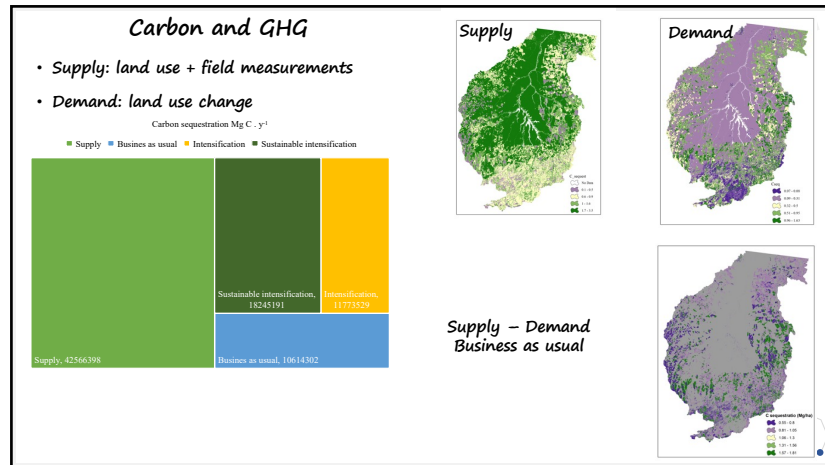 Carbon and GHG
• Supply: land use + field measurements
• Demand: land use change
Carbon sequestration Mg C . y⁻¹
Supply Busines as usual Intensification Sustainable intensification
Supply, 42566398
Sustainable intensification,
18245191
Intensification,
11773529
Busines as usual, 10614302
Supply
No data
Demand
Supply – Demand
Business as usual
C sequestratio (Mg/ha)